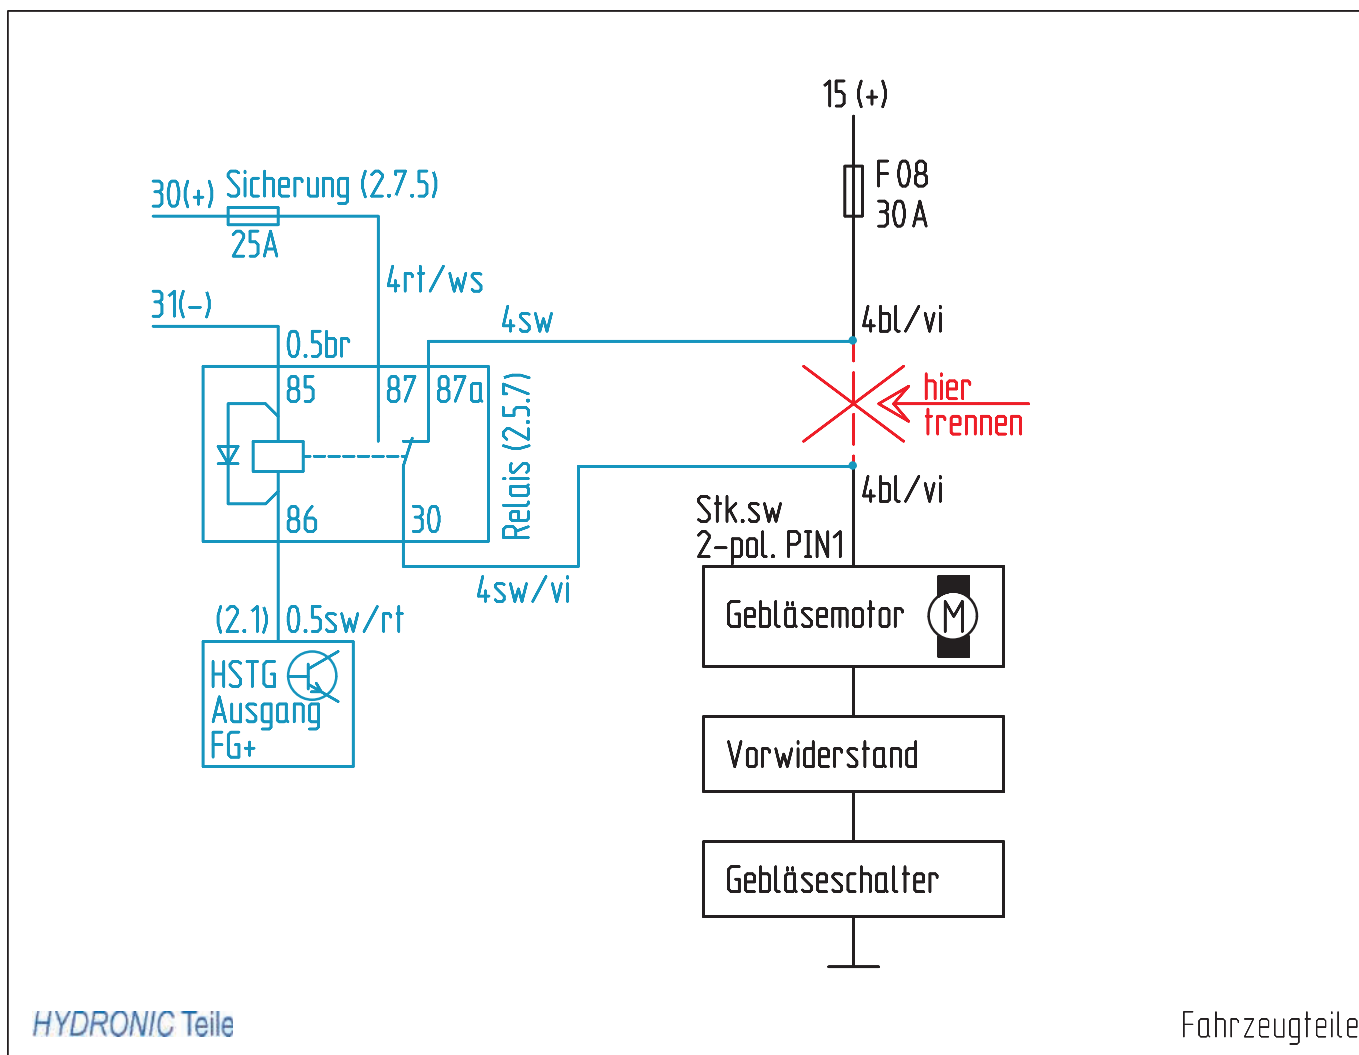 15 (+)
F 08
30 A
Sicherung (2.7.5)
30(+)
25A
4rt/ws
31(-)
0.5br
4sw
4bl/vi
85
87
87a
Relais (2.5.7)
hier
trennen
86
30
4bl/vi
Stk.sw
2-pol. PIN1
4sw/vi
(2.1)
0.5sw/rt
Gebläsemotor
M
HSTG
Ausgang
FG+
Vorwiderstand
Gebläseschalter
HYDRONIC Teile
Fahrzeugteile